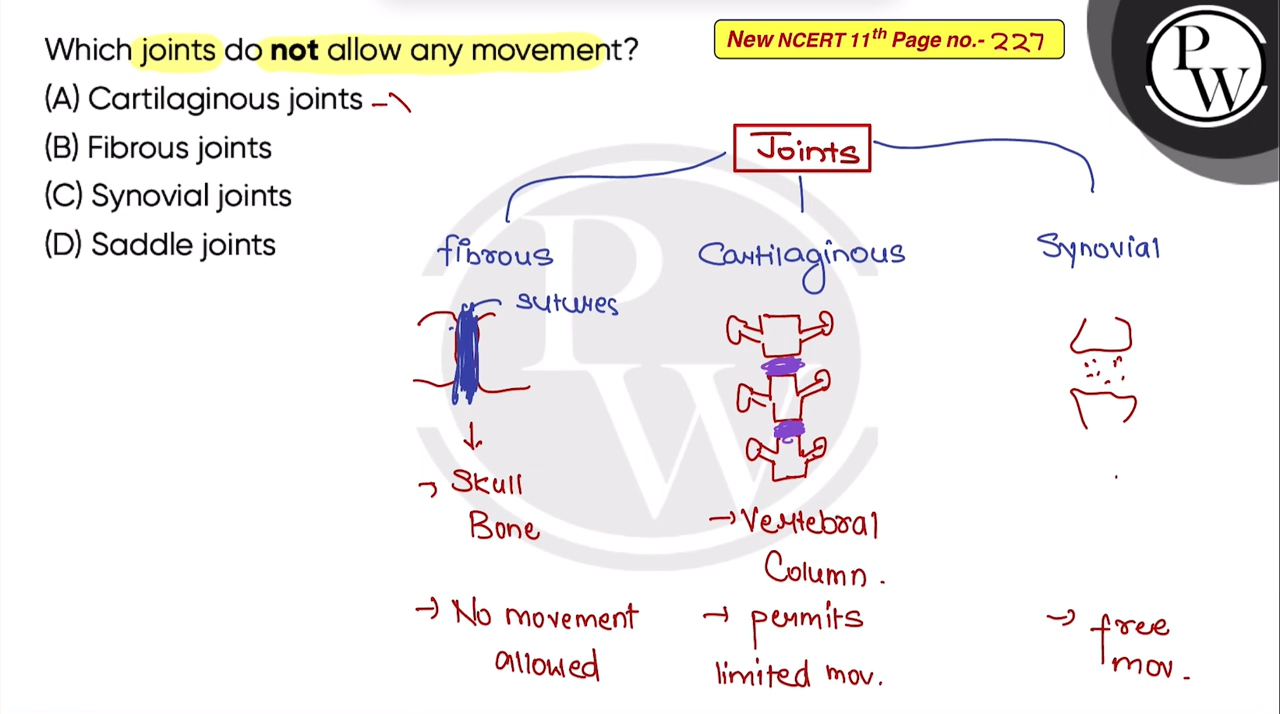 Which joints do not allow any movement?
(A) Cartilaginous joints
(B) Fibrous joints
(C) Synovial joints
(D) Saddle joints
New NCERT 11th Page no.- 227
P
W
Joints
fibrous
Cartilaginous
Synovial
sutures
P
W
→ Skull
Bone
→ Vertebral
Column.
→ No movement
allowed
→ permits
limited mov.
→ free
mov.